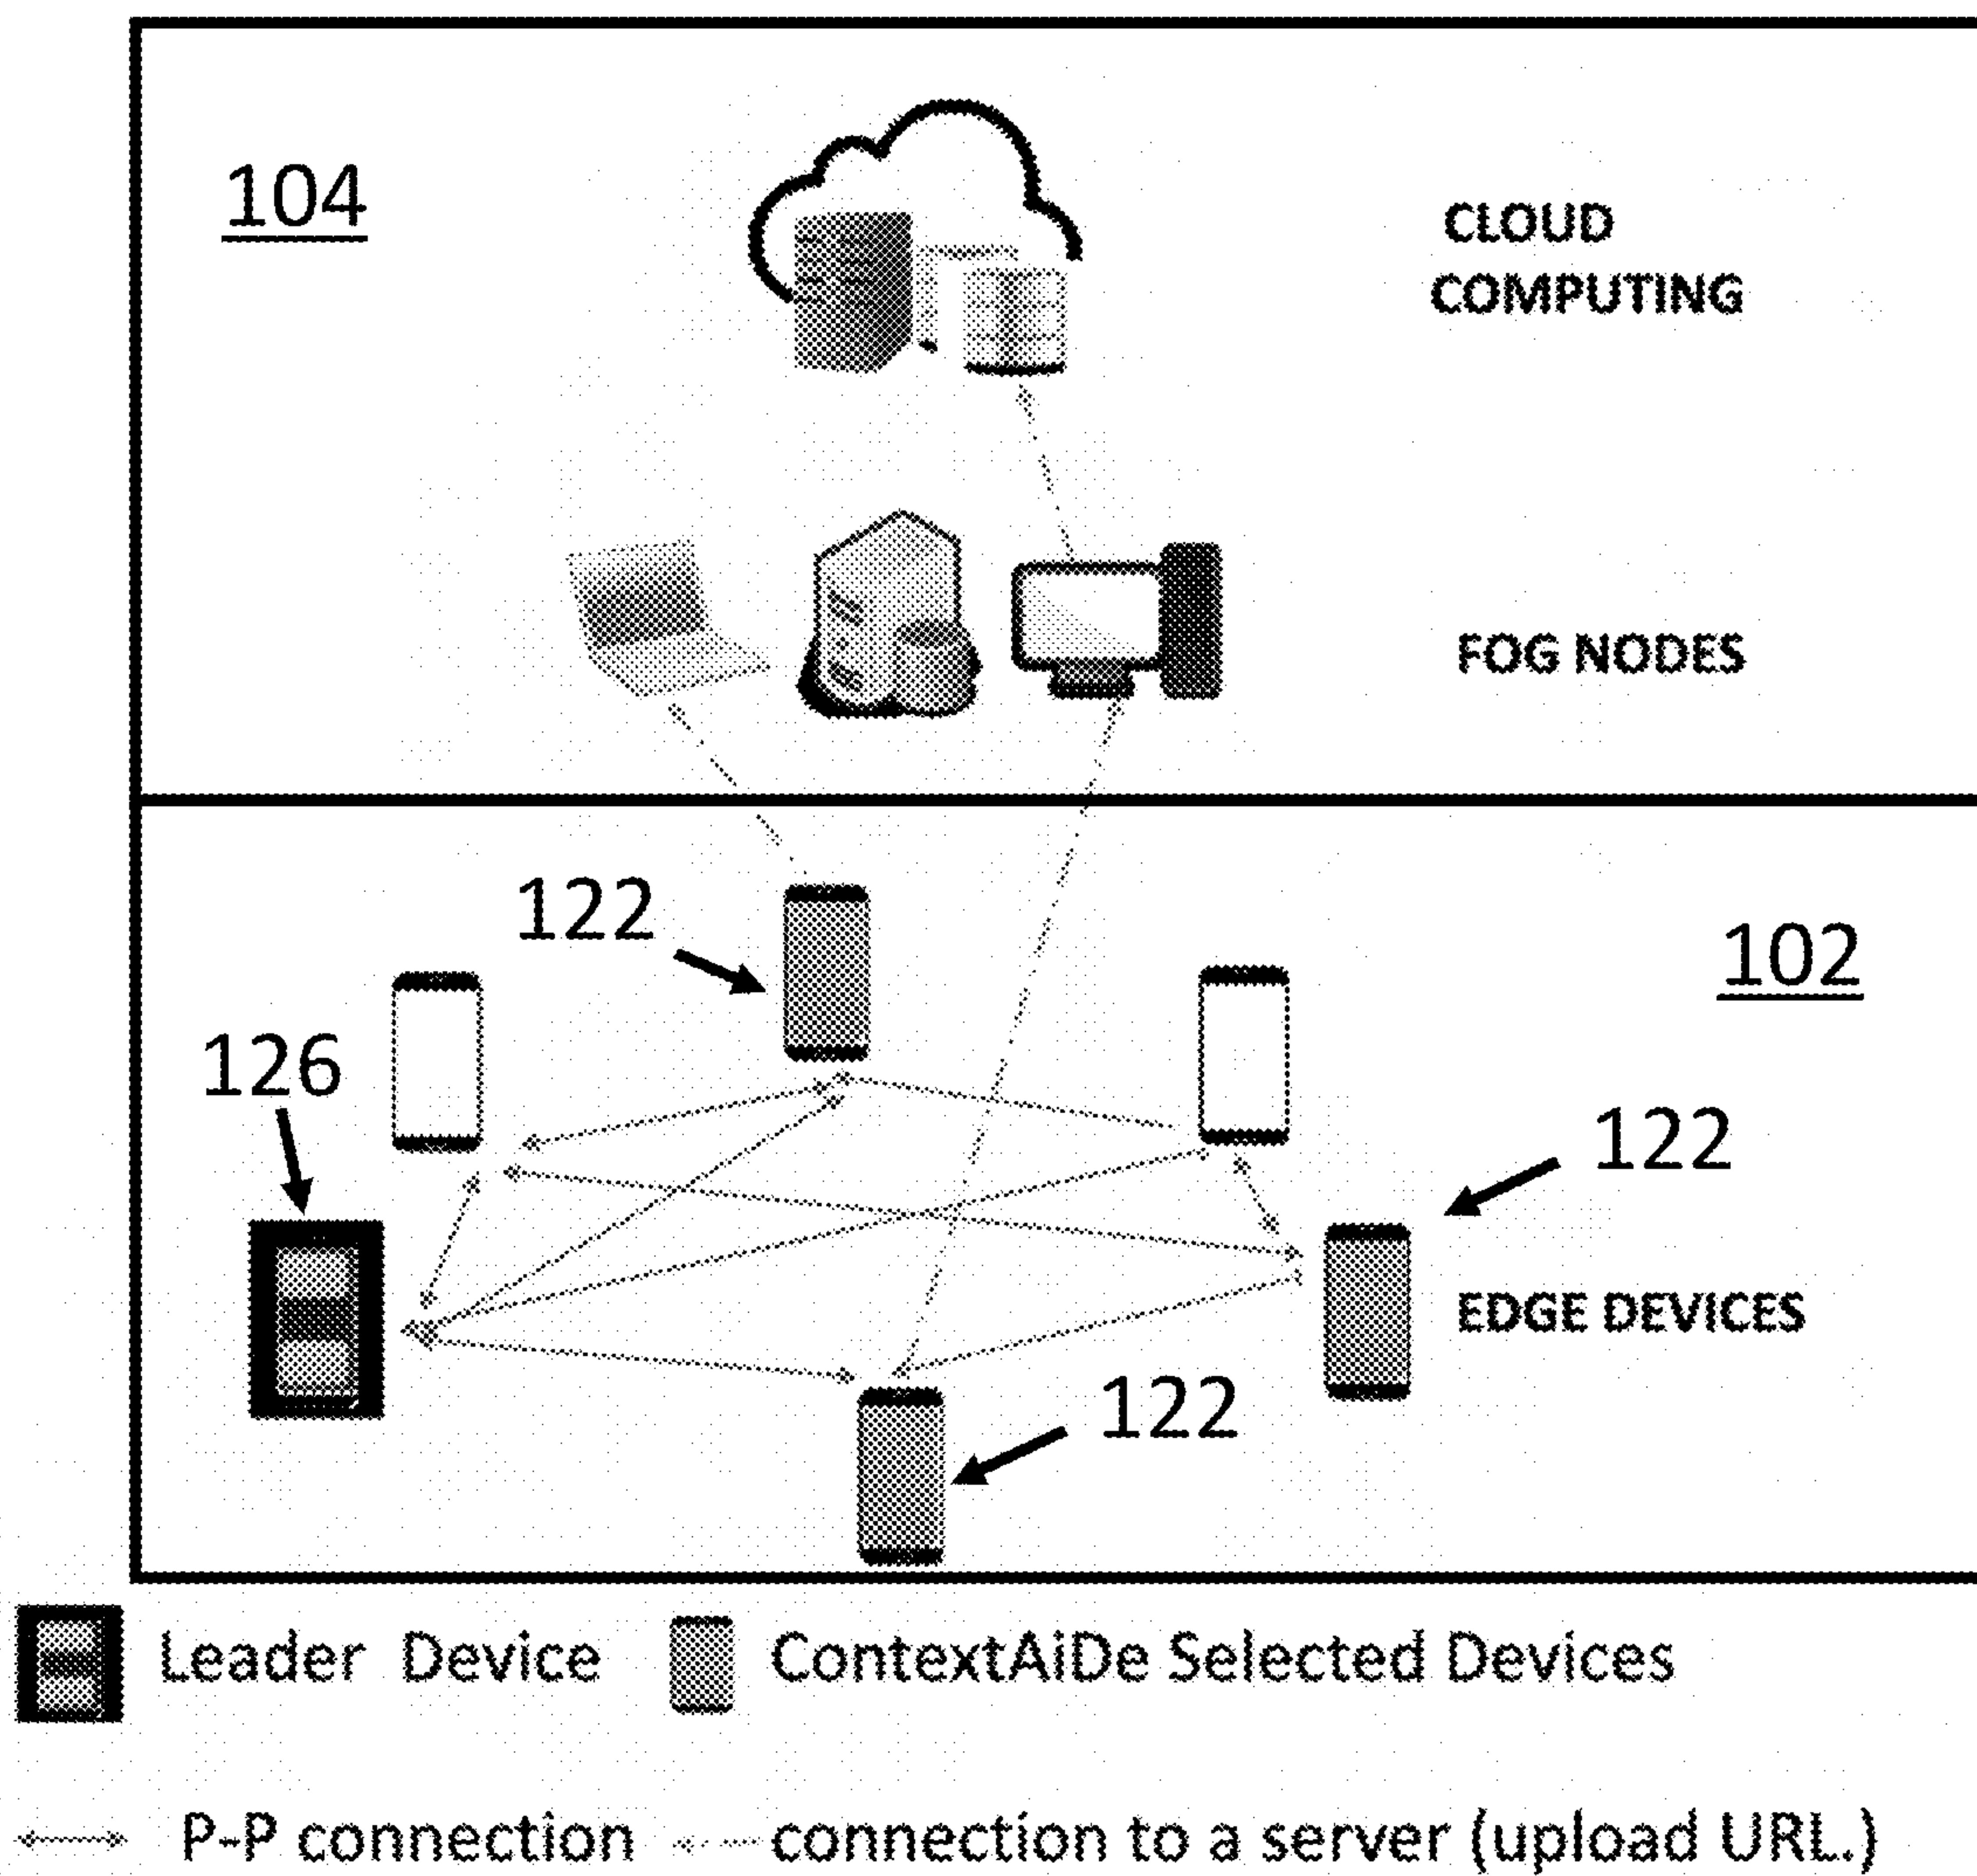 104
CLOUD
COMPUTING
FOG NODES
122
102
126
122
EDGE DEVICES
122
Leader Device
ContextAiDe Selected Devices
P-P connection
connection to a server (upload URL.)